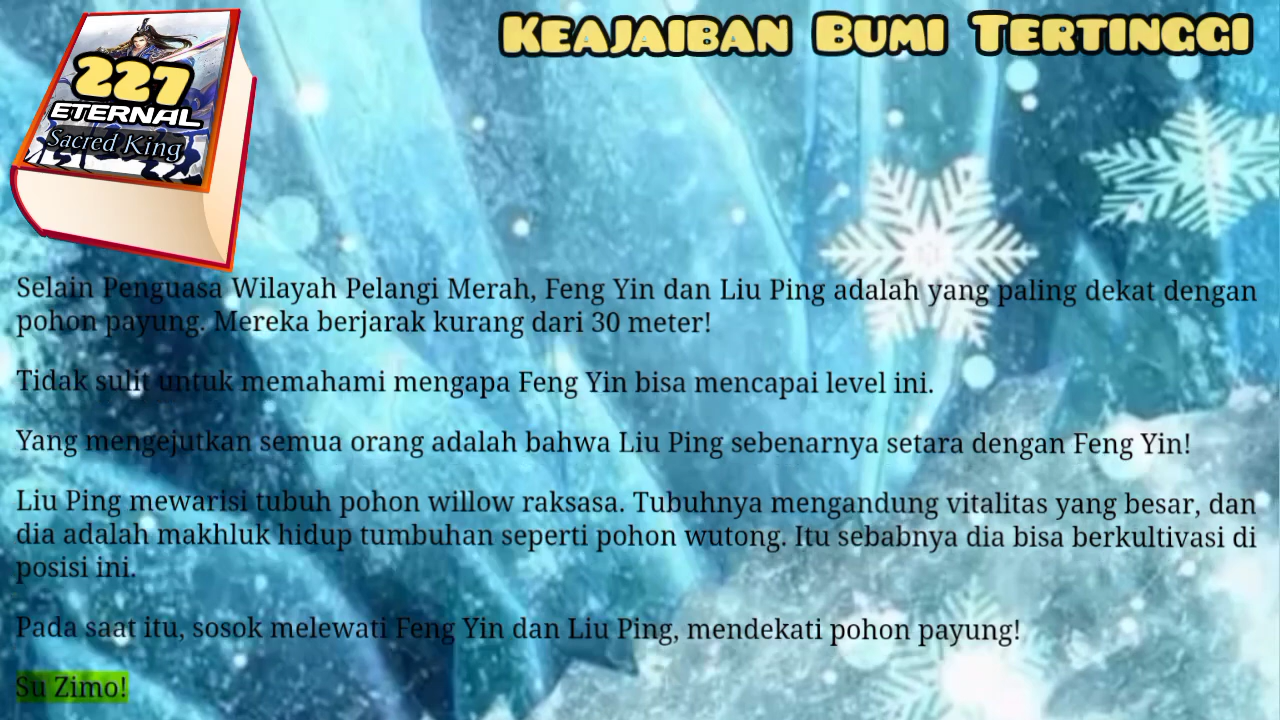 Keajaiban Bumi Tertinggi
227
ETERNAL
Sacred King
Selain Penguasa Wilayah Pelangi Merah, Feng Yin dan Liu Ping adalah yang paling dekat dengan
pohon payung. Mereka berjarak kurang dari 30 meter!
Tidak sulit untuk memahami mengapa Feng Yin bisa mencapai level ini.
Yang mengejutkan semua orang adalah bahwa Liu Ping sebenarnya setara dengan Feng Yin!
Liu Ping mewarisi tubuh pohon willow raksasa. Tubuhnya mengandung vitalitas yang besar, dan
dia adalah makhluk hidup tumbuhan seperti pohon wutong. Itu sebabnya dia bisa berkultivasi di
posisi ini.
Pada saat itu, sosok melewati Feng Yin dan Liu Ping, mendekati pohon payung!
Su Zimo!